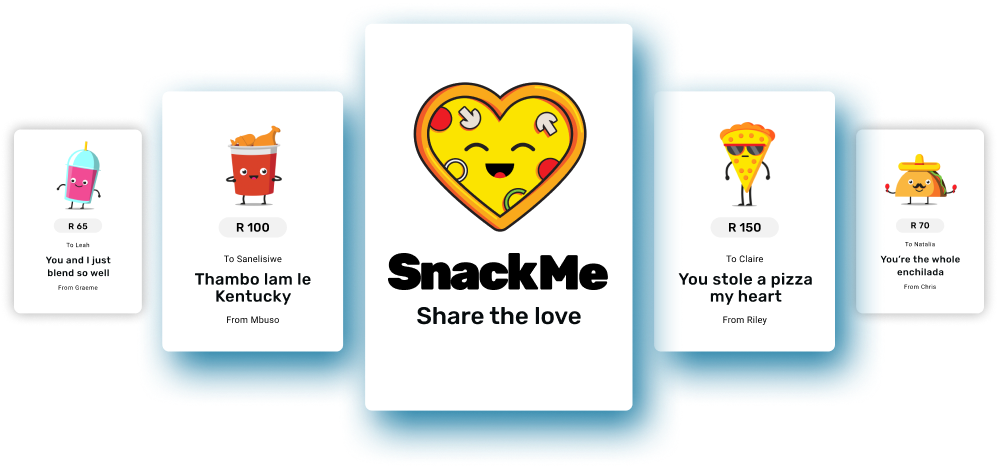 R 65
To Leah
You and I just
blend so well
From Graeme
R 100
To Sanelisiwe
Thambo lam le
Kentucky
From Mbuso
SnackMe
Share the love
R 150
To Claire
You stole a pizza
my heart
From Riley
R 70
To Natalia
You're the whole
enchilada
From Chris